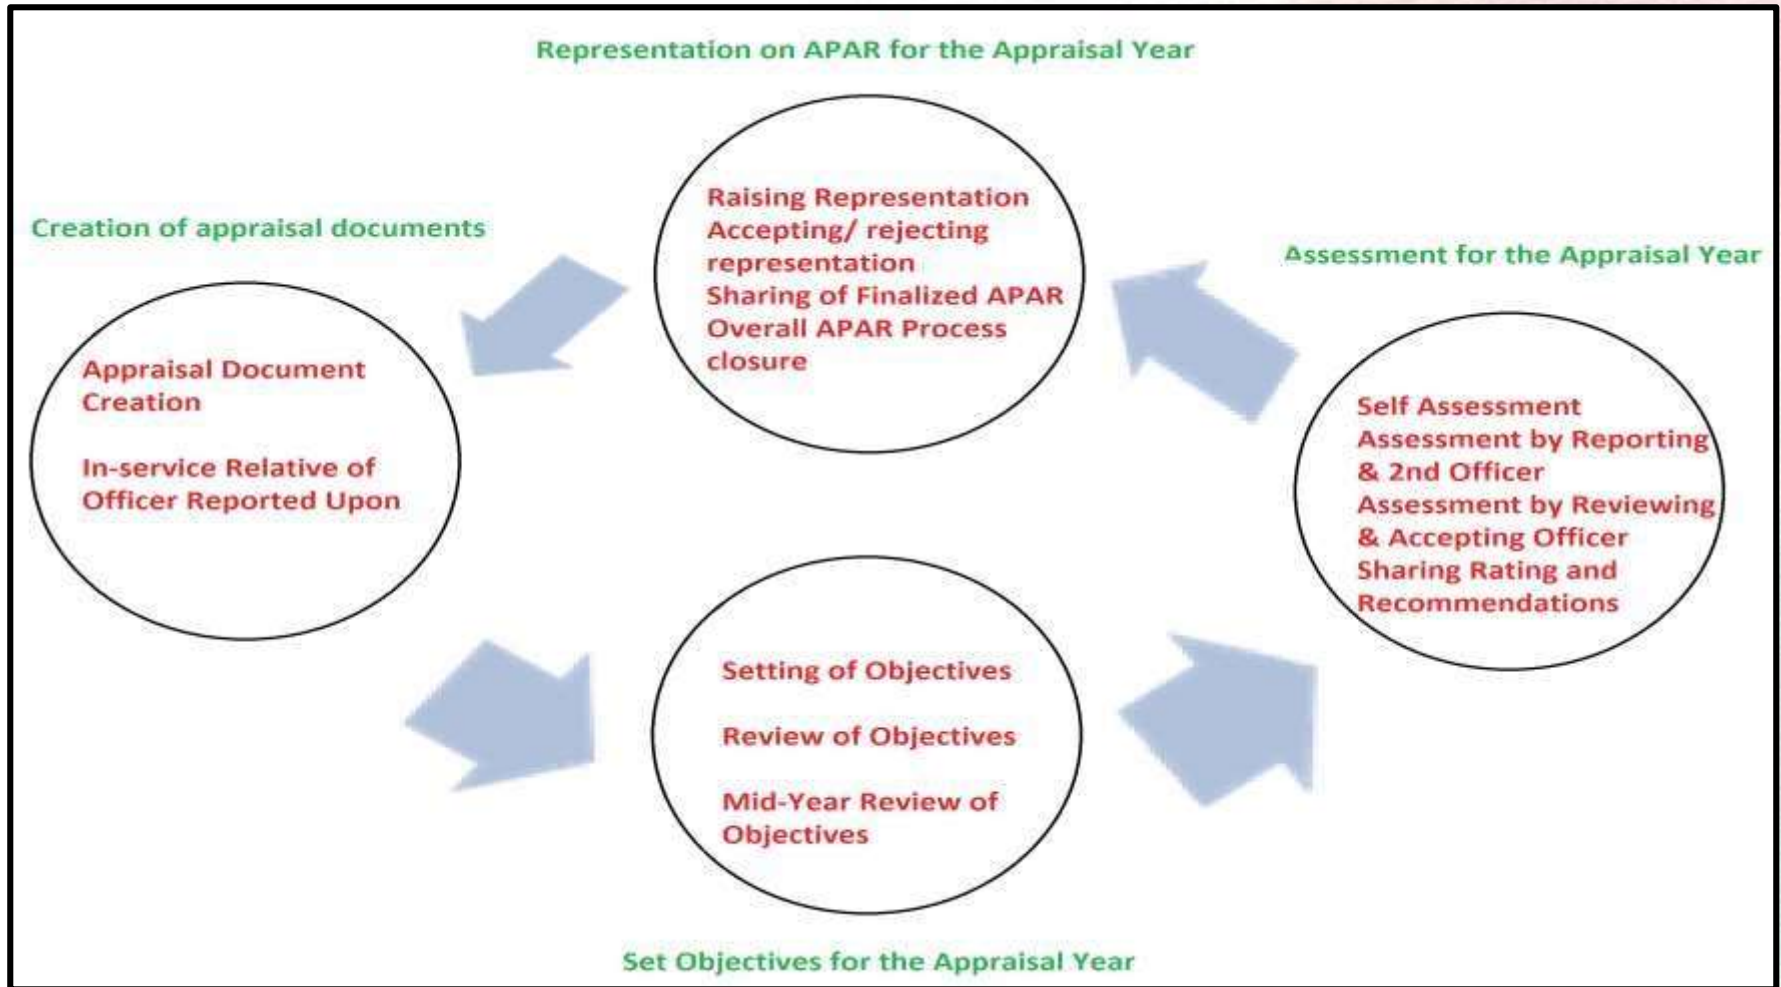 Representation on APAR for the Appraisal Year
Raising Representation
Accepting/ rejecting
representation
Sharing of Finalized APAR
Overall APAR Process
closure
Creation of appraisal documents
Appraisal Document
Creation
In-service Relative of
Officer Reported Upon
Assessment for the Appraisal Year
Self Assessment
Assessment by Reporting
& 2nd Officer
Assessment by Reviewing
& Accepting Officer
Sharing Rating and
Recommendations
Setting of Objectives
Review of Objectives
Mid-Year Review of
Objectives
Set Objectives for the Appraisal Year